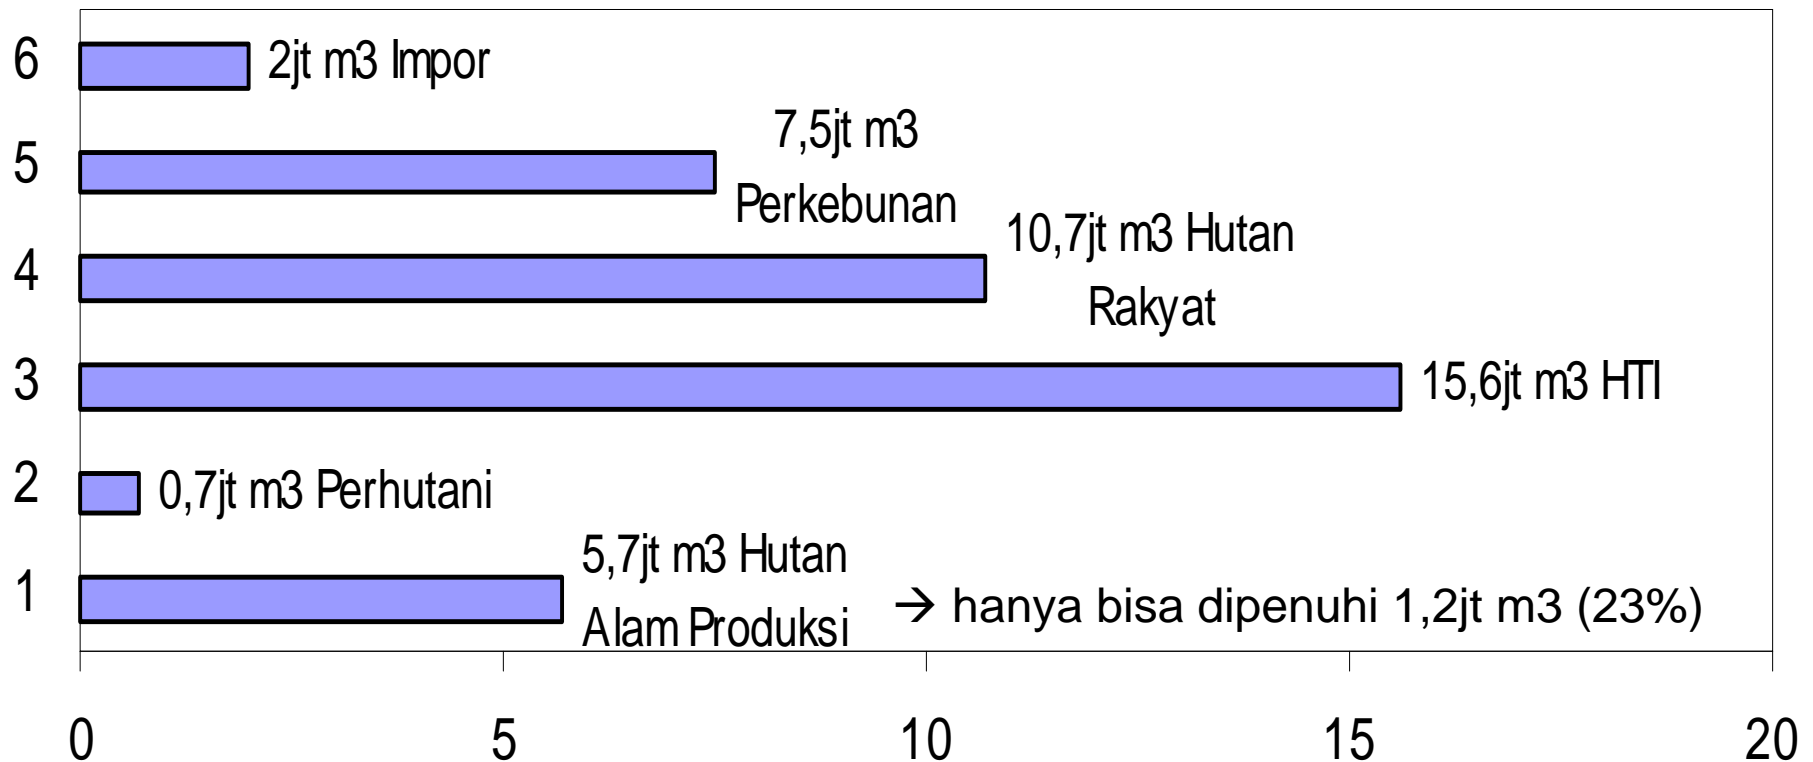 6
2jt m3 Impor
5
7,5jt m3
Perkebunan
4
10,7jt m3 Hutan
Rakyat
3
15,6jt m3 HTI
2
0,7jt m3 Perhutani
1
5,7jt m3 Hutan
Alam Produksi
→ hanya bisa dipenuhi 1,2jt m3 (23%)
0 5 10 15 20